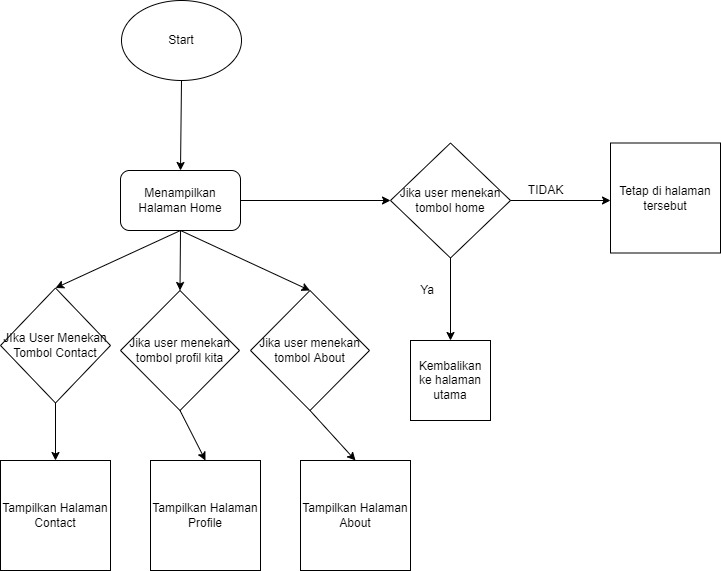 Start
Menampilkan
Halaman Home
Jika user menekan
tombol home
TIDAK
Tetap di halaman
tersebut
Ya
Kembalikan
ke halaman
utama
Jika User Menekan
Tombol Contact
Jika user menekan
tombol profil kita
Jika user menekan
tombol About
Tampilkan Halaman
Contact
Tampilkan Halaman
Profile
Tampilkan Halaman
About